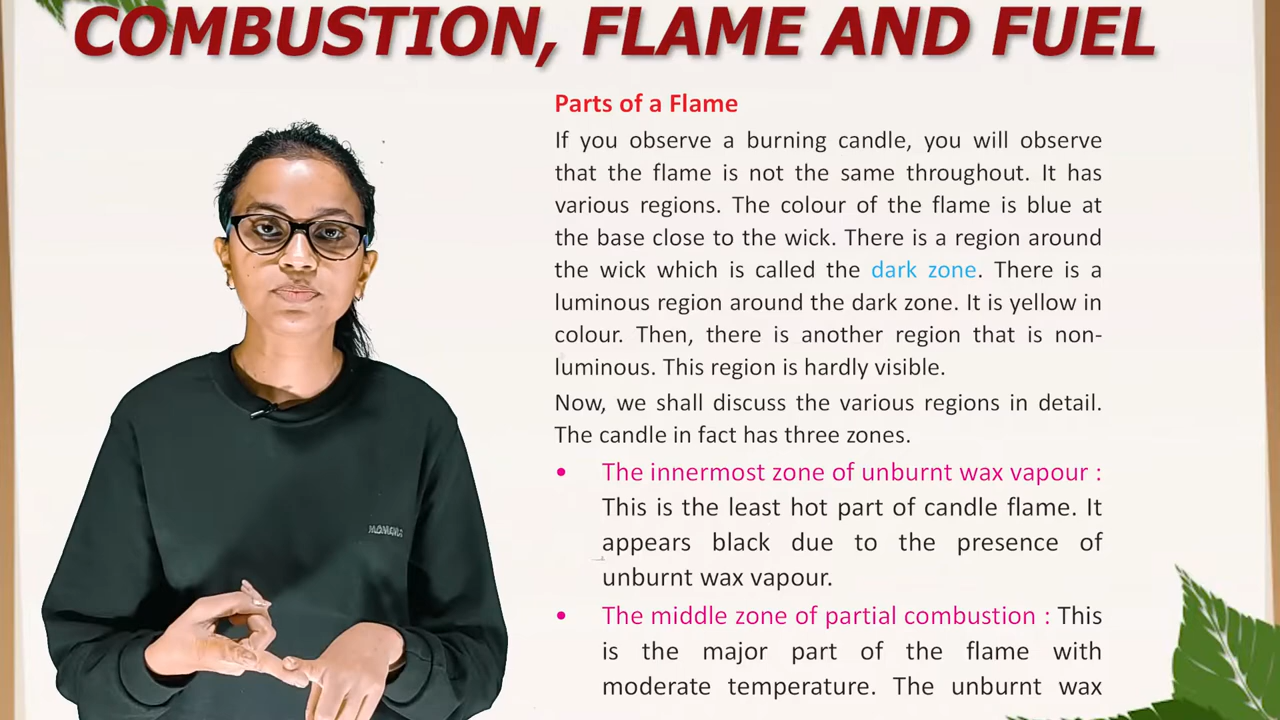 COMBUSTION, FLAME AND FUEL
Parts of a Flame
If you observe a burning candle, you will observe
that the flame is not the same throughout. It has
various regions. The colour of the flame is blue at
the base close to the wick. There is a region around
the wick which is called the dark zone. There is a
luminous region around the dark zone. It is yellow in
colour. Then, there is another region that is non-
luminous. This region is hardly visible.
Now, we shall discuss the various regions in detail.
The candle in fact has three zones.
• The innermost zone of unburnt wax vapour :
This is the least hot part of candle flame. It
appears black due to the presence of
unburnt wax vapour.
• The middle zone of partial combustion : This
is the major part of the flame with
moderate temperature. The unburnt wax